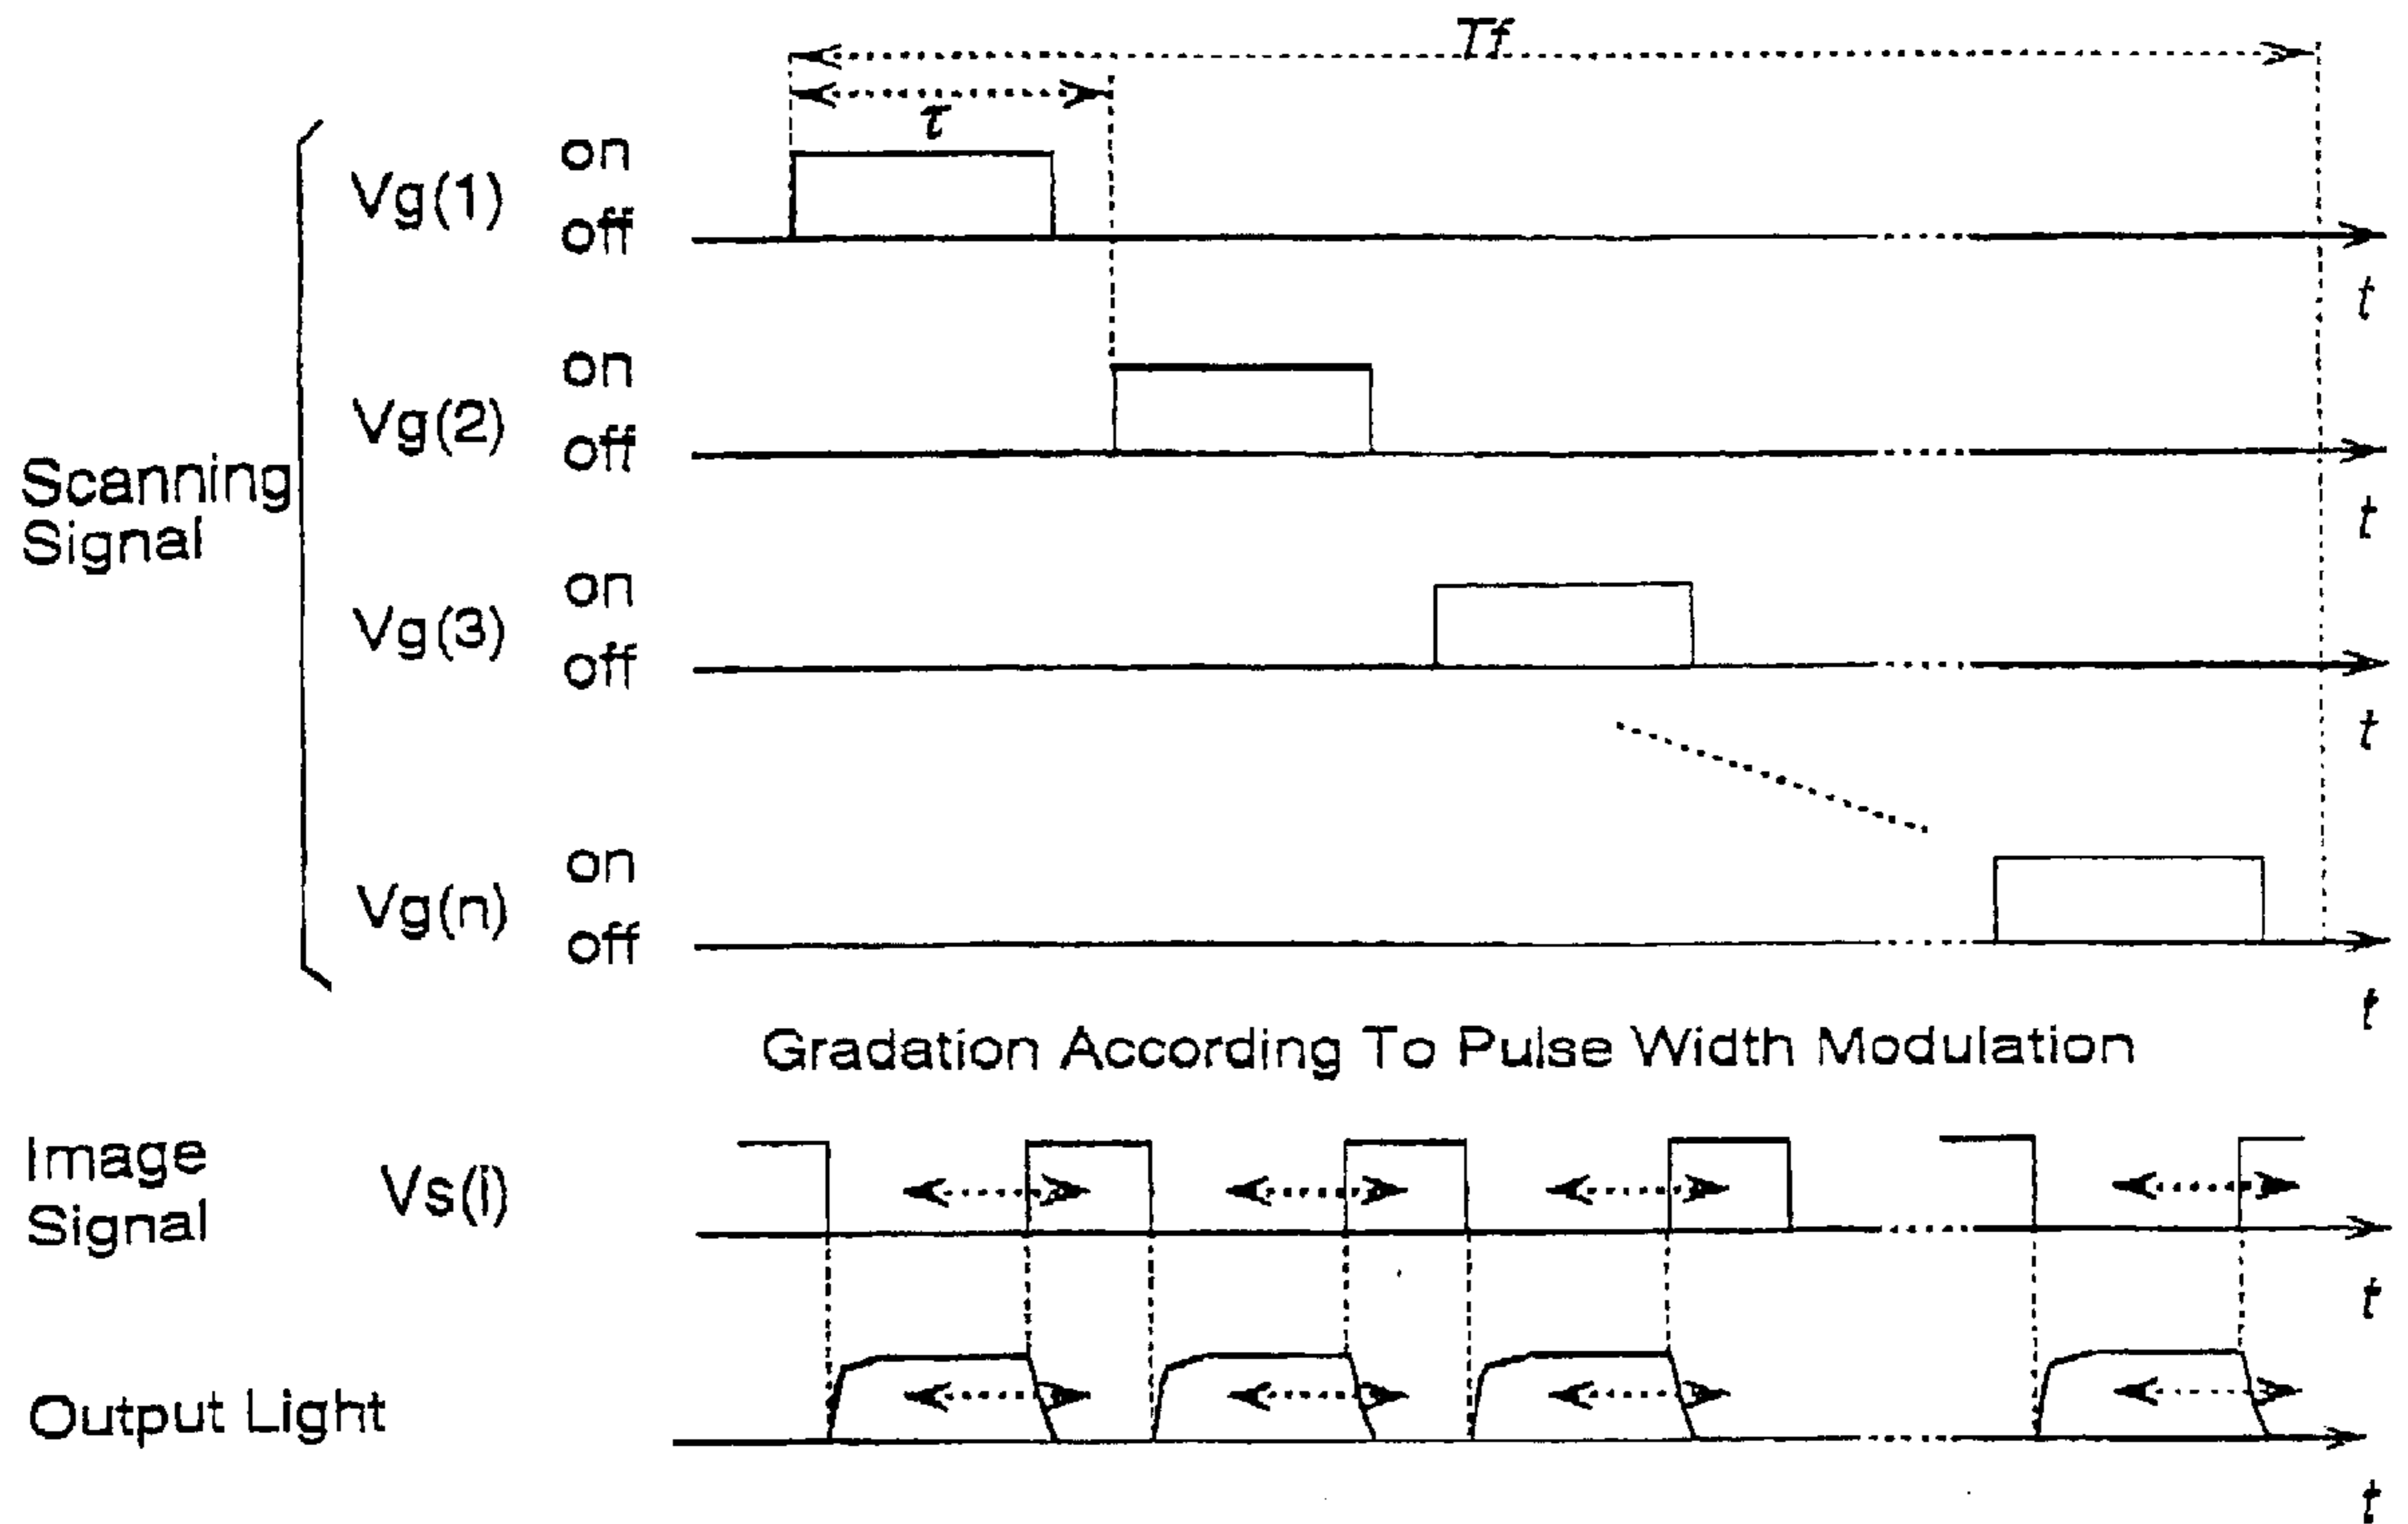 Tf
τ
Scanning
Signal
Vg(1)
on
off
t
Vg(2)
on
off
t
Vg(3)
on
off
t
Vg(n)
on
off
t
Gradation According To Pulse Width Modulation
Image
Signal
Vs(i)
t
Output Light
t